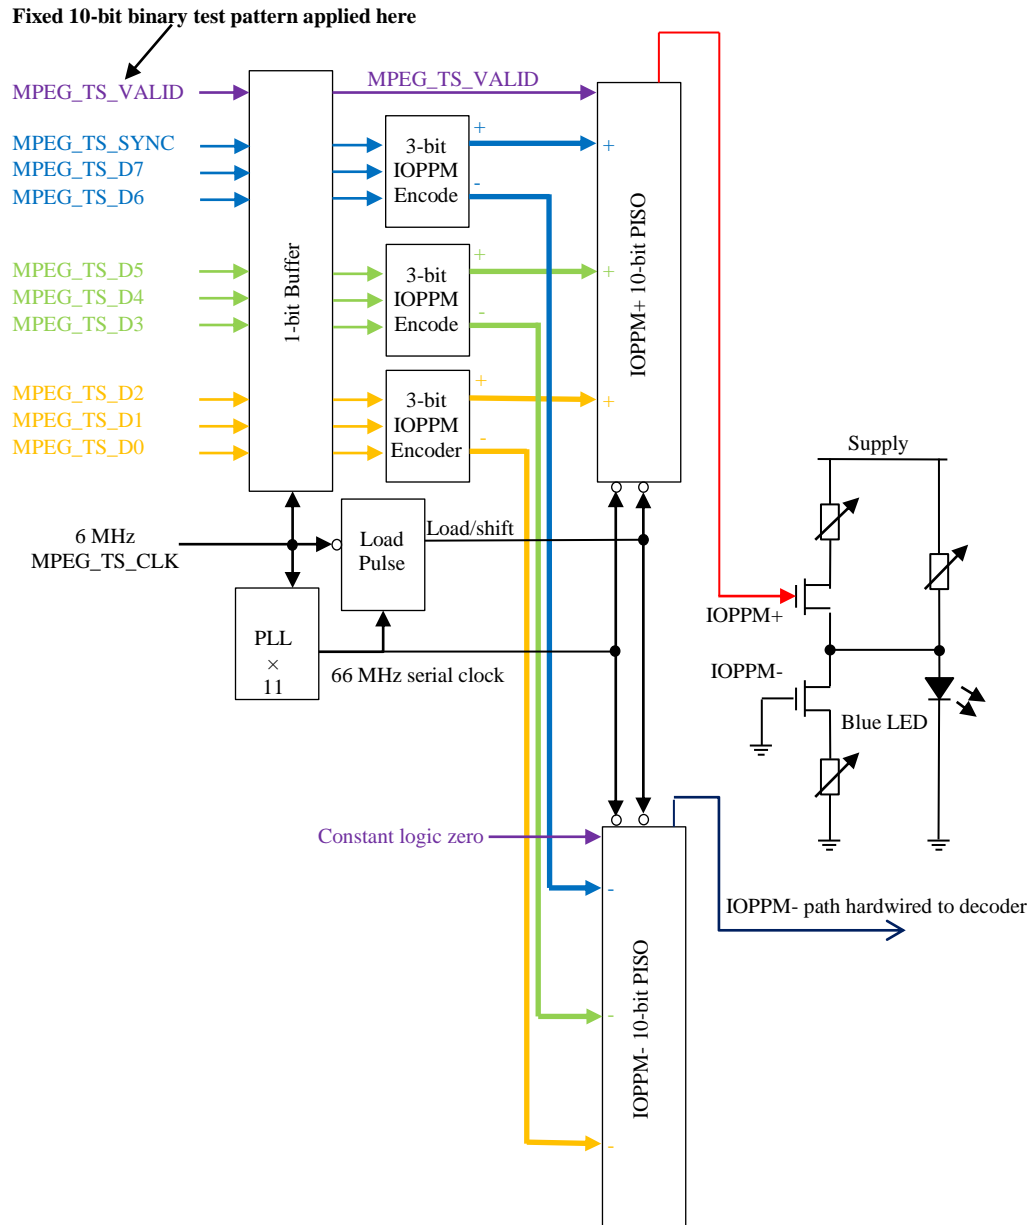 Fixed 10-bit binary test pattern applied here
MPEG_TS_VALID
MPEG_TS_VALID
MPEG_TS_SYNC
MPEG_TS_D7
MPEG_TS_D6
MPEG_TS_D5
MPEG_TS_D4
MPEG_TS_D3
MPEG_TS_D2
MPEG_TS_D1
MPEG_TS_D0
1-bit Buffer
3-bit
IOPPM
Encode
+
-
3-bit
IOPPM
Encode
+
-
3-bit
IOPPM
Encoder
+
-
+
+
+
IOPPM+ 10-bit PISO
6 MHz
MPEG_TS_CLK
Load
Pulse
Load/shift
PLL
×
11
66 MHz serial clock
Supply
IOPPM+
IOPPM-
Blue LED
Constant logic zero
-
-
-
IOPPM- 10-bit PISO
IOPPM- path hardwired to decoder